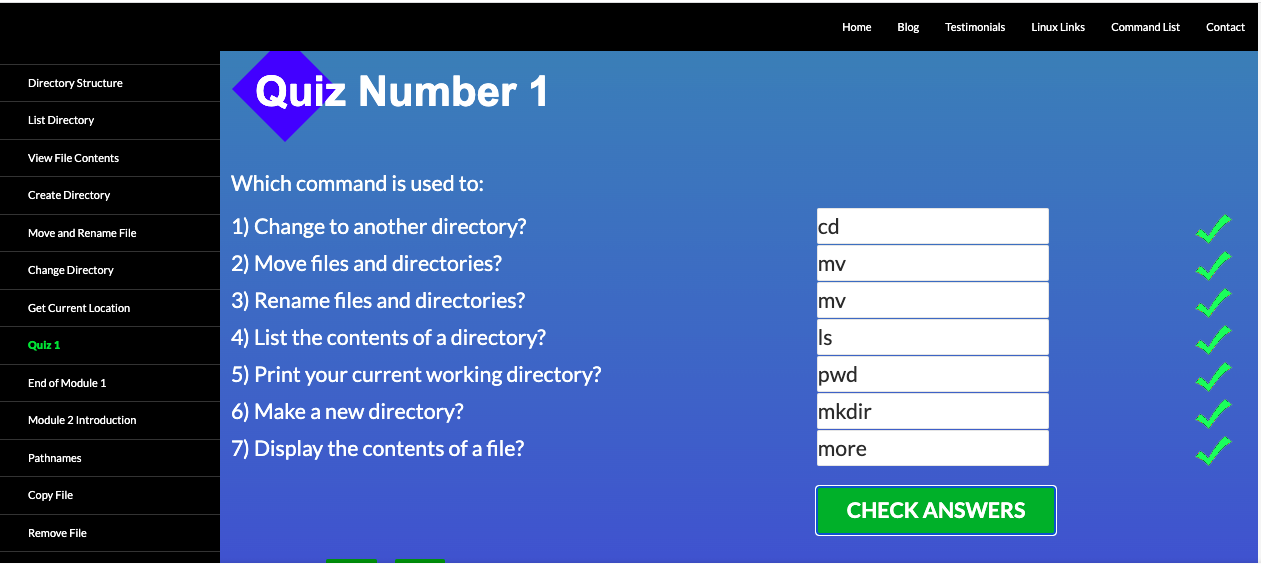 Home Blog Testimonials Linux Links Command List Contact
Directory Structure
List Directory
View File Contents
Create Directory
Move and Rename File
Change Directory
Get Current Location
Quiz 1
End of Module 1
Module 2 Introduction
Pathnames
Copy File
Remove File
Quiz Number 1
Which command is used to:
1) Change to another directory? cd
2) Move files and directories? mv
3) Rename files and directories? mv
4) List the contents of a directory? ls
5) Print your current working directory? pwd
6) Make a new directory? mkdir
7) Display the contents of a file? more
CHECK ANSWERS